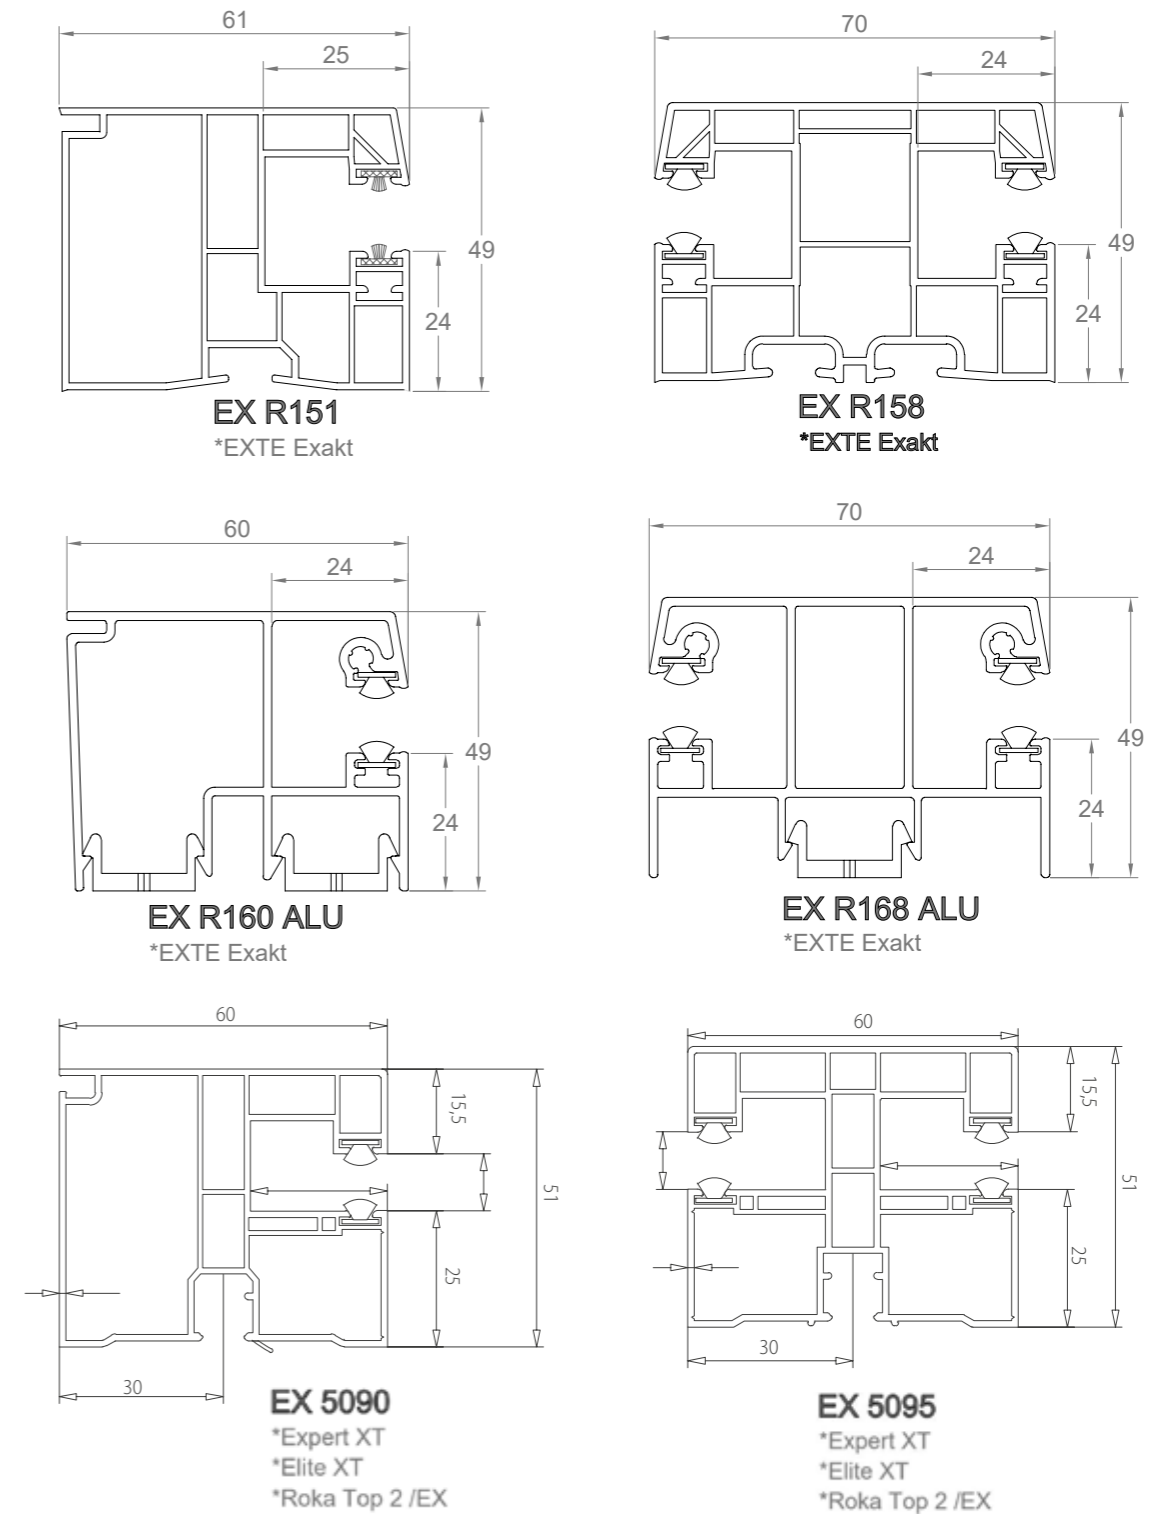 61
25
49
24
EX R151
*EXTE Exakt
70
24
49
24
EX R158
*EXTE Exakt
60
24
49
24
EX R160 ALU
*EXTE Exakt
70
24
49
24
EX R168 ALU
*EXTE Exakt
60
15,5
51
25
30
EX 5090
*Expert XT
*Elite XT
*Roka Top 2 /EX
60
15,5
51
25
30
EX 5095
*Expert XT
*Elite XT
*Roka Top 2 /EX